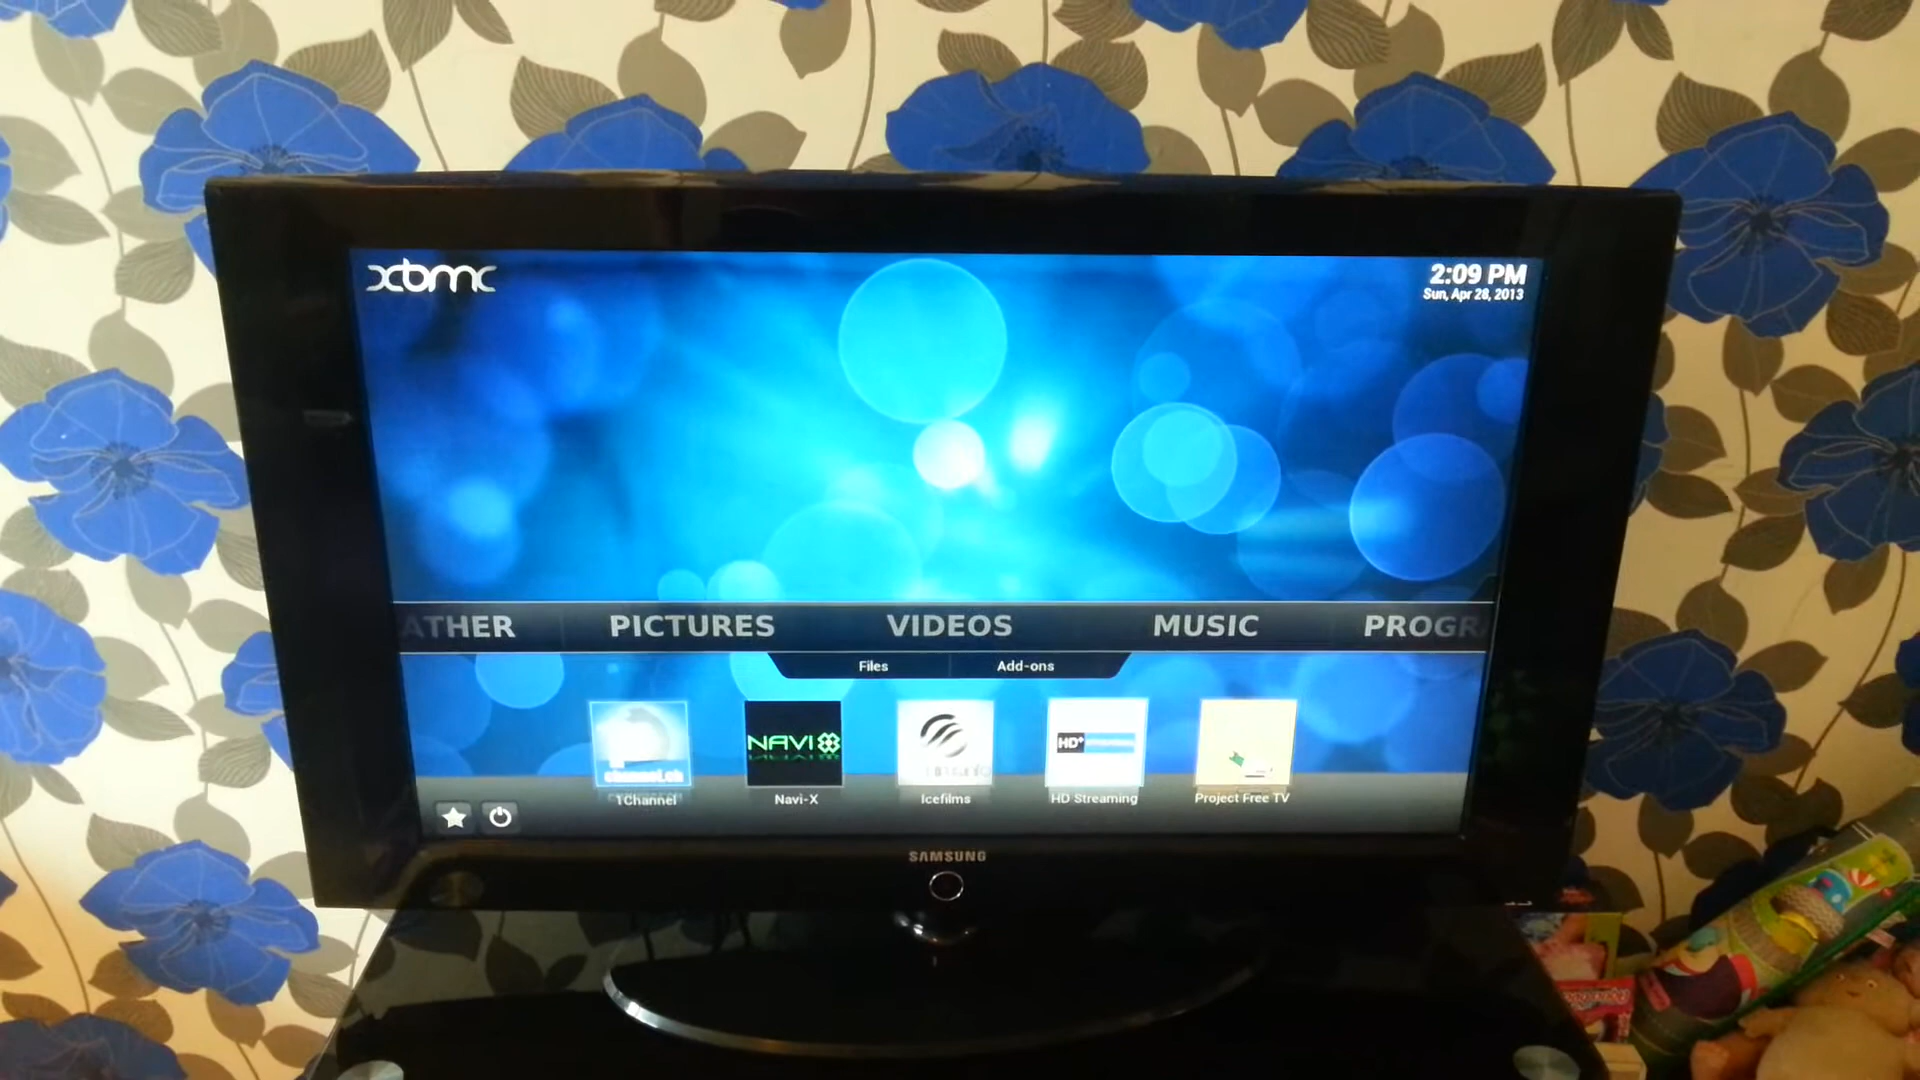 xbmc
2:09 PM
Sun, Apr 28, 2013
ATHER PICTURES VIDEOS MUSIC PROGRA
Files Add-ons
NAVI
HD+
1Channel Navi-X Icefilms HD Streaming Project Free TV
SAMSUNG